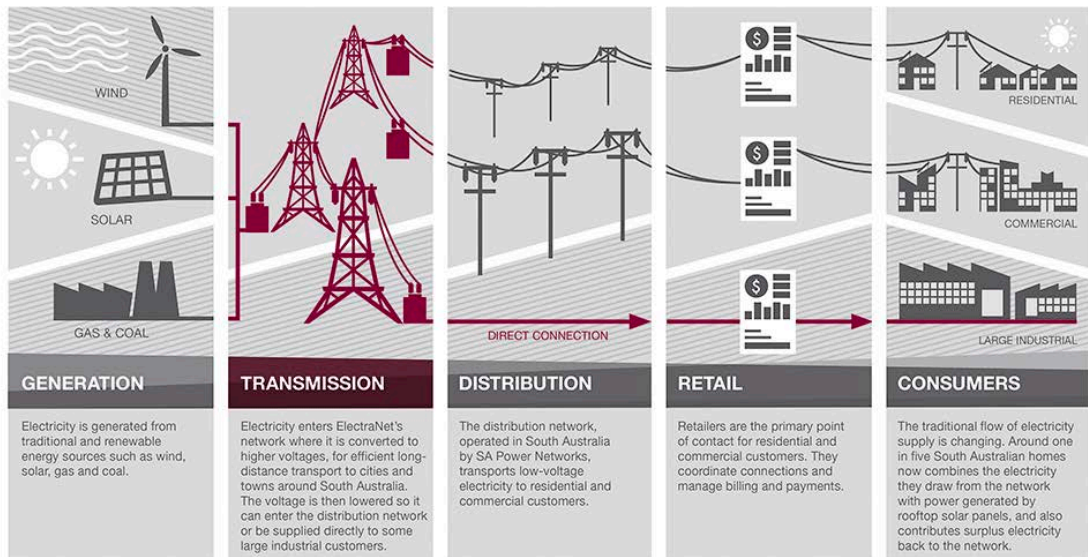 WIND
SOLAR
GAS & COAL
DIRECT CONNECTION
$
$
$
RESIDENTIAL
COMMERCIAL
LARGE INDUSTRIAL
GENERATION
Electricity is generated from
traditional and renewable
energy sources such as wind,
solar, gas and coal.
TRANSMISSION
Electricity enters ElectraNet's
network where it is converted to
higher voltages, for efficient long-
distance transport to cities and
towns around South Australia.
The voltage is then lowered so it
can enter the distribution network
or be supplied directly to some
large industrial customers.
DISTRIBUTION
The distribution network,
operated in South Australia
by SA Power Networks,
transports low-voltage
electricity to residential and
commercial customers.
RETAIL
Retailers are the primary point
of contact for residential and
commercial customers. They
coordinate connections and
manage billing and payments.
CONSUMERS
The traditional flow of electricity
supply is changing. Around one
in five South Australian homes
now combines the electricity
they draw from the network
with power generated by
rooftop solar panels, and also
contributes surplus electricity
back to the network.